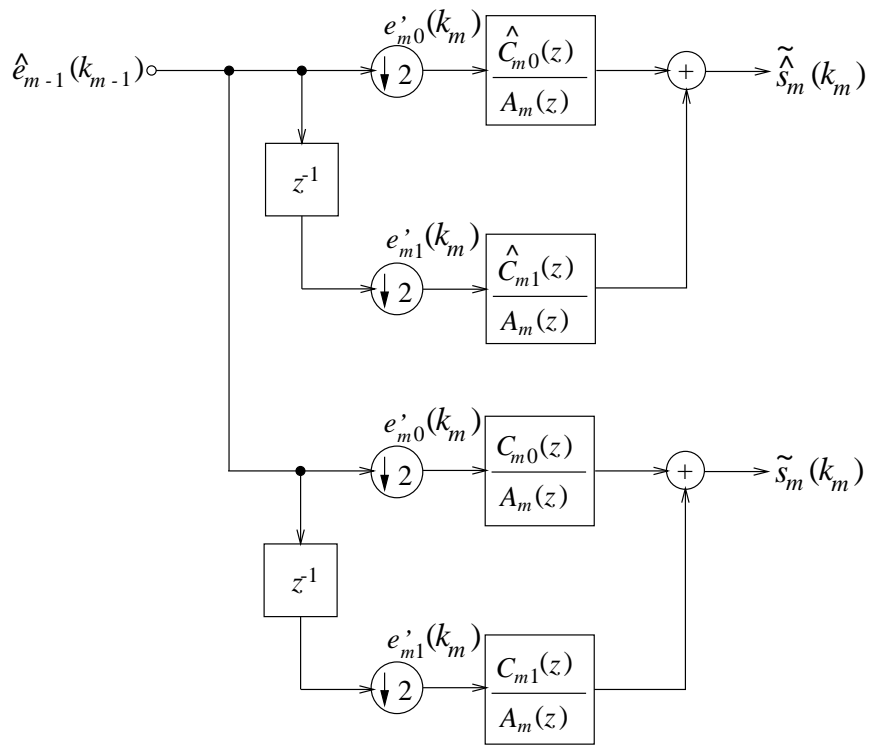 ê_{m-1}(k_{m-1})
e'_{m0}(k_m)
↓ 2
Ĉ_{m0}(z)
A_m(z)
+
s̃̂_m(k_m)
z^{-1}
e'_{m1}(k_m)
↓ 2
Ĉ_{m1}(z)
A_m(z)
e'_{m0}(k_m)
↓ 2
C_{m0}(z)
A_m(z)
+
s̃_m(k_m)
z^{-1}
e'_{m1}(k_m)
↓ 2
C_{m1}(z)
A_m(z)